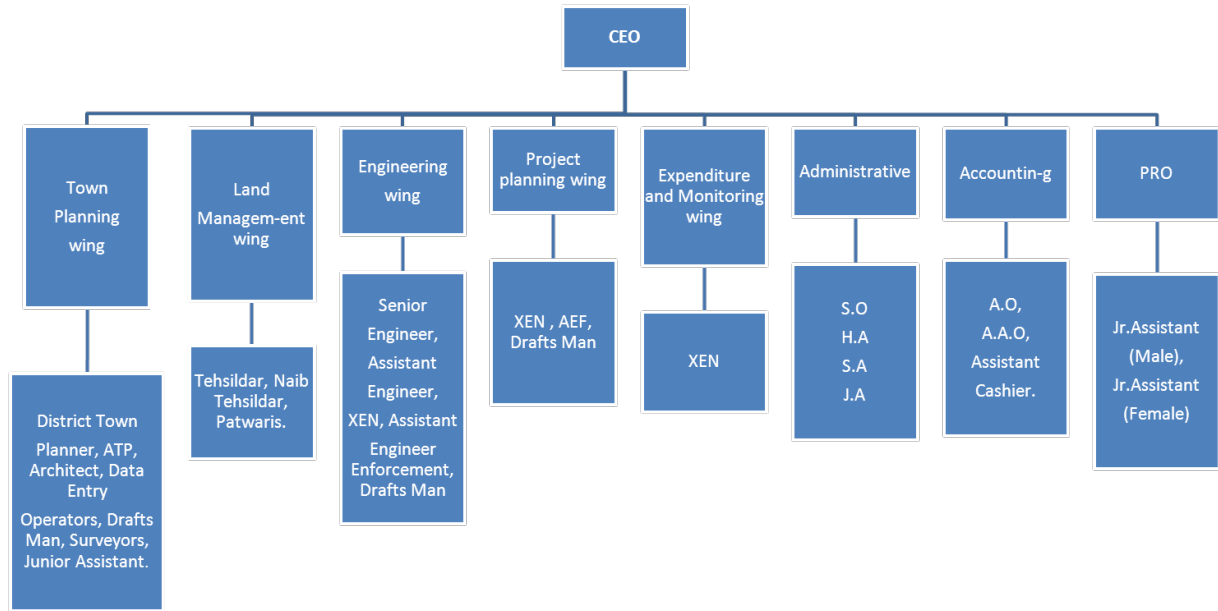 CEO
Town
Planning
wing
Land
Managem-ent
wing
Engineering
wing
Project
planning wing
Expenditure
and Monitoring
wing
Administrative
Accountin-g
PRO
District Town
Planner, ATP,
Architect, Data
Entry
Operators, Drafts
Man, Surveyors,
Junior Assistant.
Tehsildar, Naib
Tehsildar,
Patwaris.
Senior
Engineer,
Assistant
Engineer,
XEN, Assistant
Engineer
Enforcement,
Drafts Man
XEN , AEF,
Drafts Man
XEN
S.O
H.A
S.A
J.A
A.O,
A.A.O,
Assistant
Cashier.
Jr.Assistant
(Male),
Jr.Assistant
(Female)